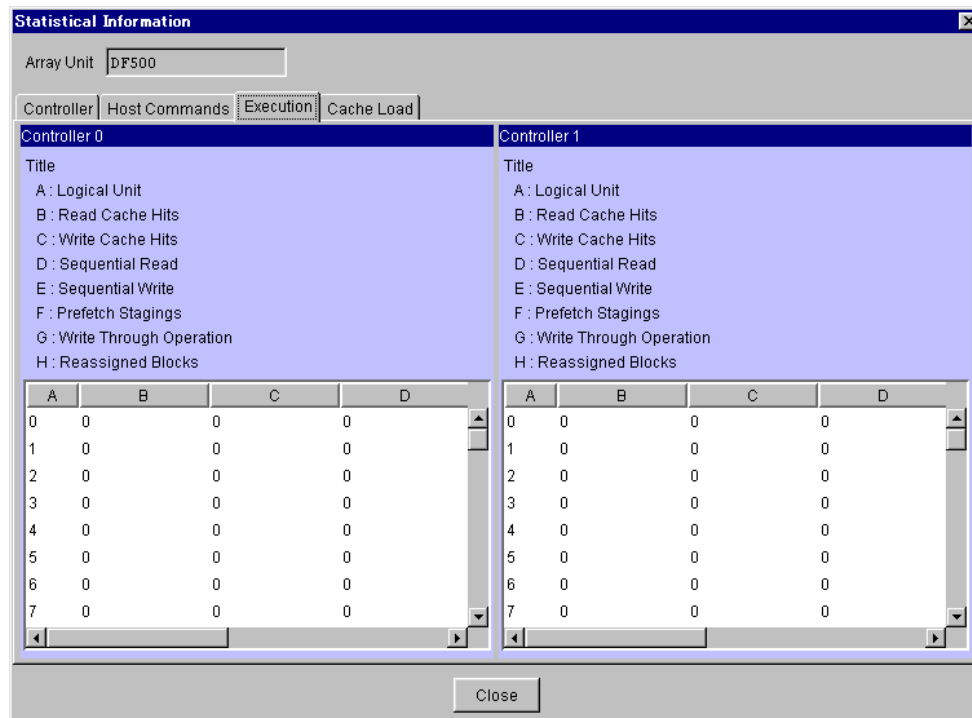 Statistical Information
Array Unit DF500
Controller Host Commands Execution Cache Load
Controller 0
Title
A : Logical Unit
B : Read Cache Hits
C : Write Cache Hits
D : Sequential Read
E : Sequential Write
F : Prefetch Stagings
G : Write Through Operation
H : Reassigned Blocks
A B C D
0 0 0 0
1 0 0 0
2 0 0 0
3 0 0 0
4 0 0 0
5 0 0 0
6 0 0 0
7 0 0 0
Controller 1
Title
A : Logical Unit
B : Read Cache Hits
C : Write Cache Hits
D : Sequential Read
E : Sequential Write
F : Prefetch Stagings
G : Write Through Operation
H : Reassigned Blocks
A B C D
0 0 0 0
1 0 0 0
2 0 0 0
3 0 0 0
4 0 0 0
5 0 0 0
6 0 0 0
7 0 0 0
Close